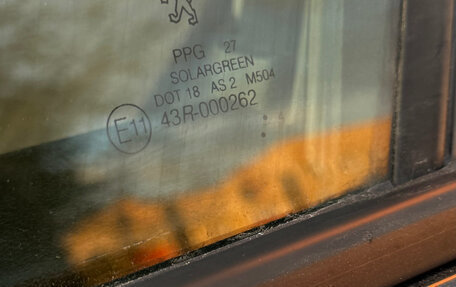 PPG 27
SOLARGREEN
DOT 18 AS 2 M504
E11 43R-000262